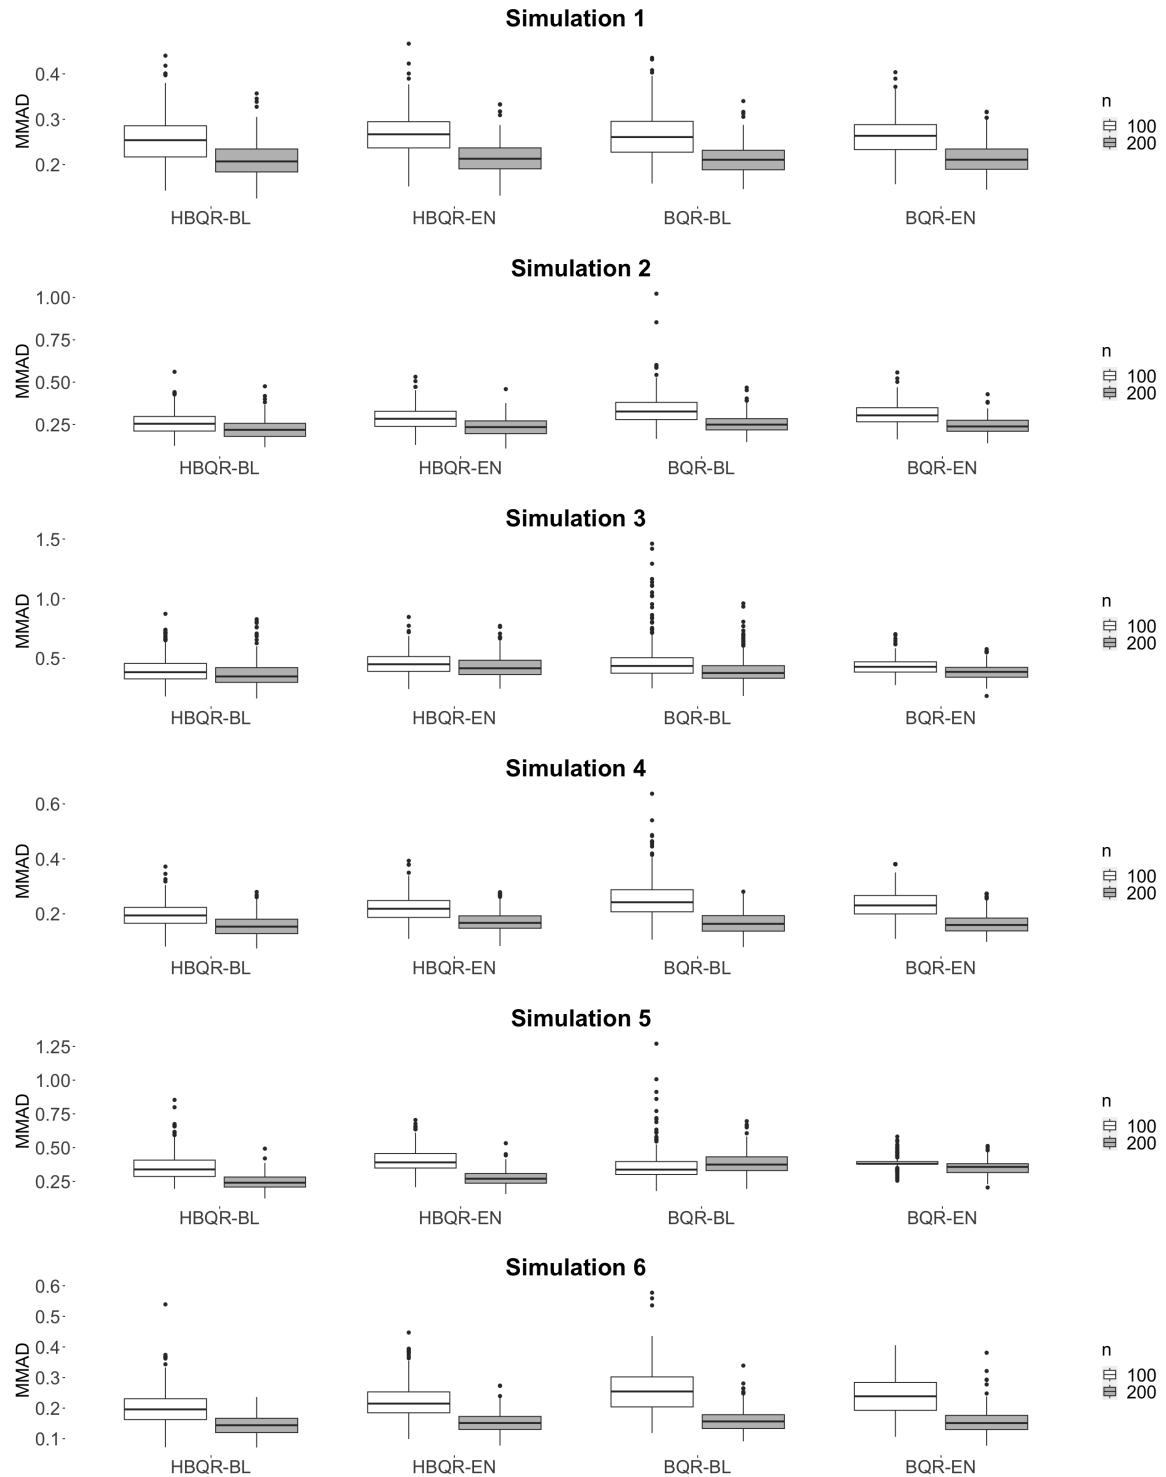 Simulation 1
MMAD
0.4
0.3
0.2
HBQR-BL HBQR-EN BQR-BL BQR-EN
n
100
200
Simulation 2
MMAD
1.00
0.75
0.50
0.25
HBQR-BL HBQR-EN BQR-BL BQR-EN
n
100
200
Simulation 3
MMAD
1.5
1.0
0.5
HBQR-BL HBQR-EN BQR-BL BQR-EN
n
100
200
Simulation 4
MMAD
0.6
0.4
0.2
HBQR-BL HBQR-EN BQR-BL BQR-EN
n
100
200
Simulation 5
MMAD
1.25
1.00
0.75
0.50
0.25
HBQR-BL HBQR-EN BQR-BL BQR-EN
n
100
200
Simulation 6
MMAD
0.6
0.5
0.4
0.3
0.2
0.1
HBQR-BL HBQR-EN BQR-BL BQR-EN
n
100
200